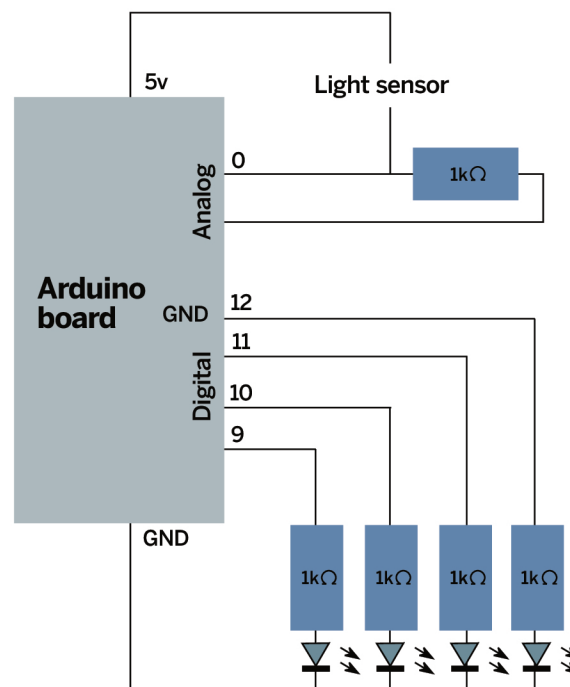 5v
Light sensor
0
1kΩ
Analog
Arduino
board
GND
12
11
Digital
10
9
GND
1kΩ
1kΩ
1kΩ
1kΩ